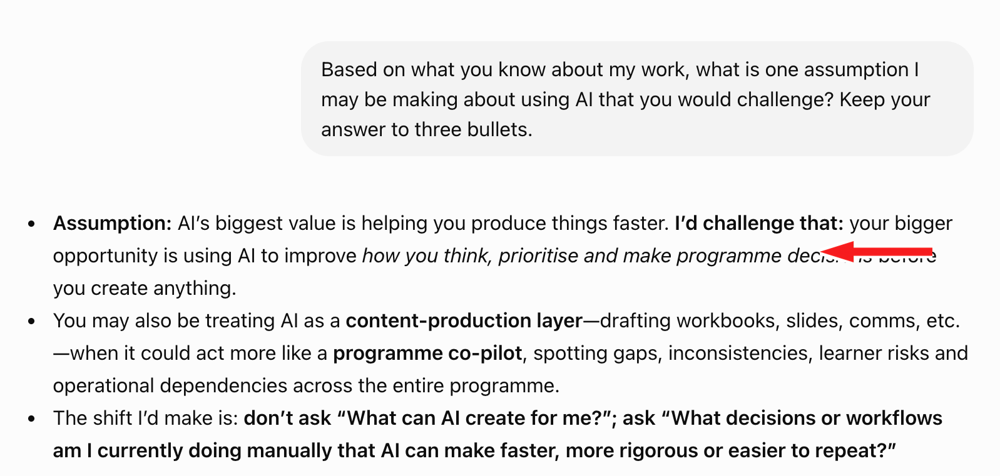 Based on what you know about my work, what is one assumption I
may be making about using AI that you would challenge? Keep your
answer to three bullets.
• Assumption: AI’s biggest value is helping you produce things faster. I’d challenge that: your bigger
opportunity is using AI to improve how you think, prioritise and make programme
you create anything.
• You may also be treating AI as a content-production layer—drafting workbooks, slides, comms, etc.
—when it could act more like a programme co-pilot, spotting gaps, inconsistencies, learner risks and
operational dependencies across the entire programme.
• The shift I’d make is: don’t ask “What can AI create for me?”; ask “What decisions or workflows
am I currently doing manually that AI can make faster, more rigorous or easier to repeat?”